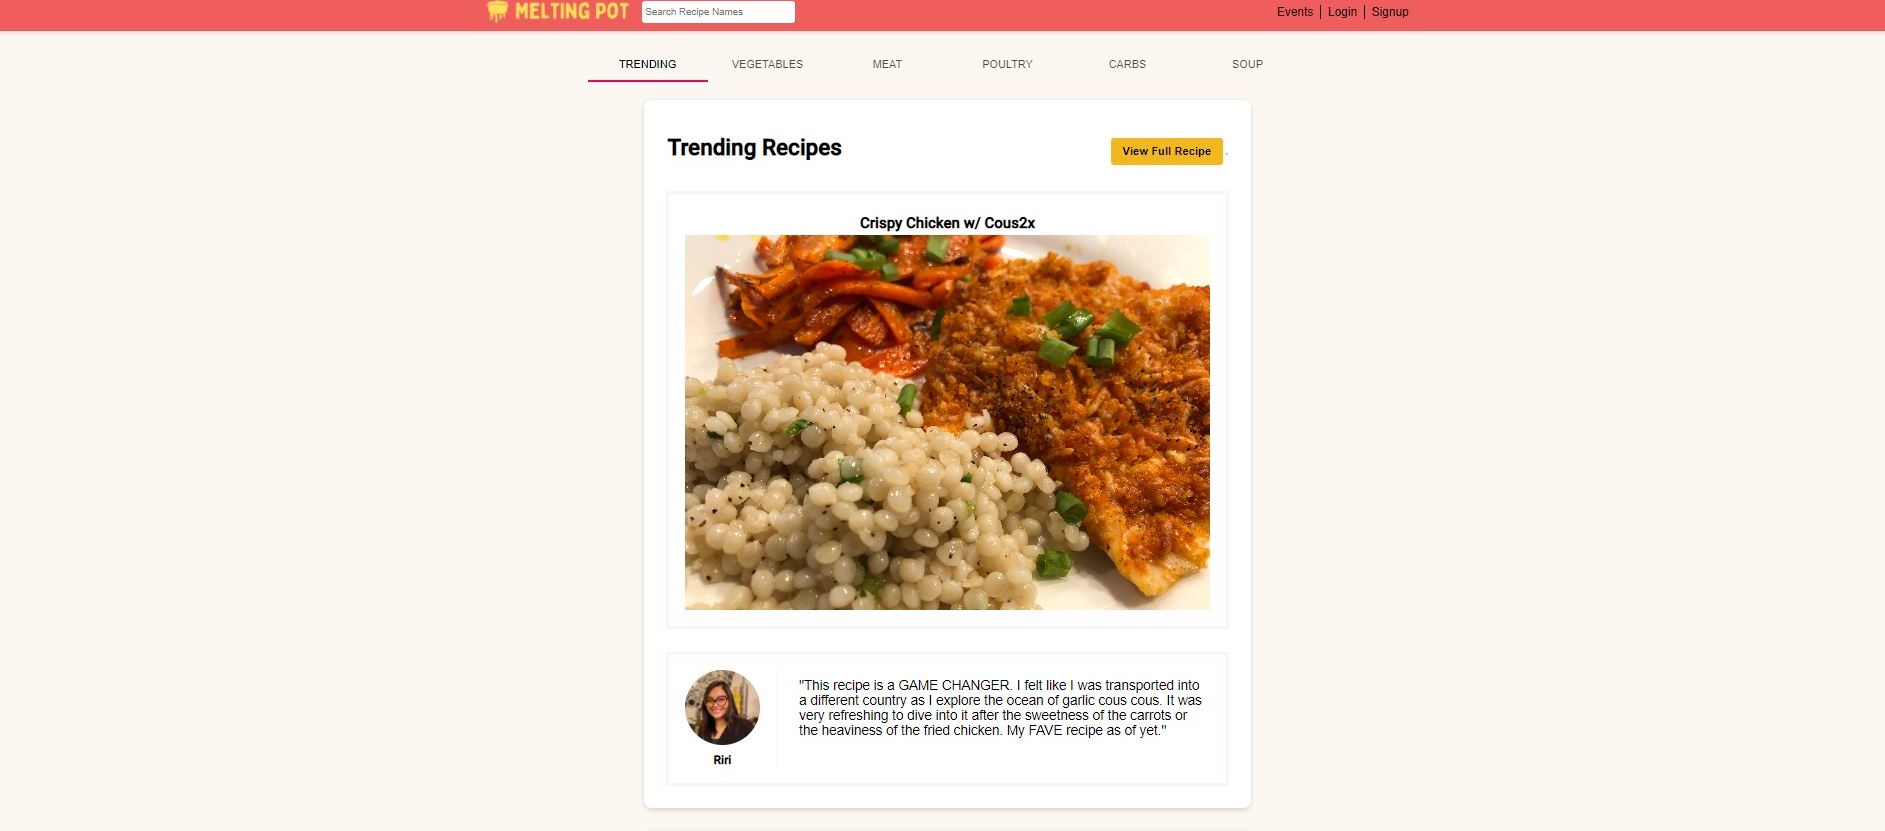 MELTING POT
Search Recipe Names
Events | Login | Signup
TRENDING
VEGETABLES
MEAT
POULTRY
CARBS
SOUP
Trending Recipes
View Full Recipe
Crispy Chicken w/ Cous2x
"This recipe is a GAME CHANGER. I felt like I was transported into
a different country as I explore the ocean of garlic cous cous. It was
very refreshing to dive into it after the sweetness of the carrots or
the heaviness of the fried chicken. My FAVE recipe as of yet."
Riri